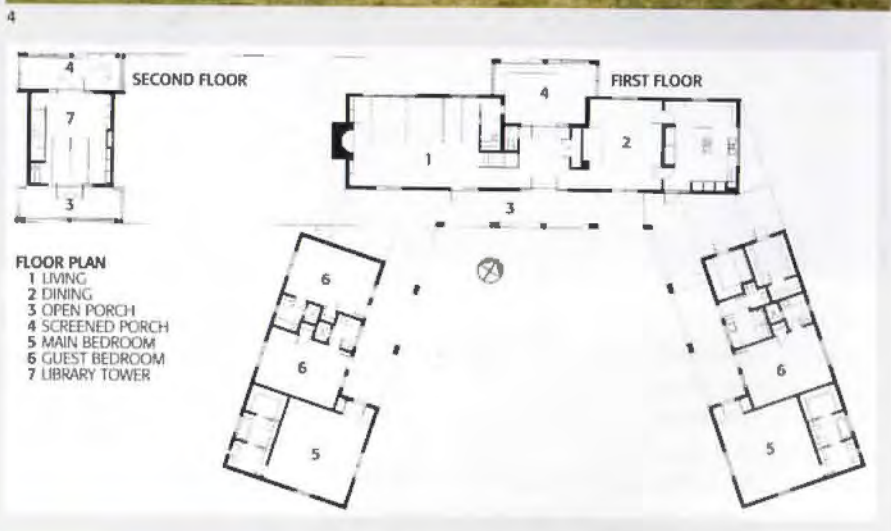 4
SECOND FLOOR
4
7
3
FIRST FLOOR
4
1
2
3
FLOOR PLAN
1 LIVING
2 DINING
3 OPEN PORCH
4 SCREENED PORCH
5 MAIN BEDROOM
6 GUEST BEDROOM
7 LIBRARY TOWER
6
6
5
6
5